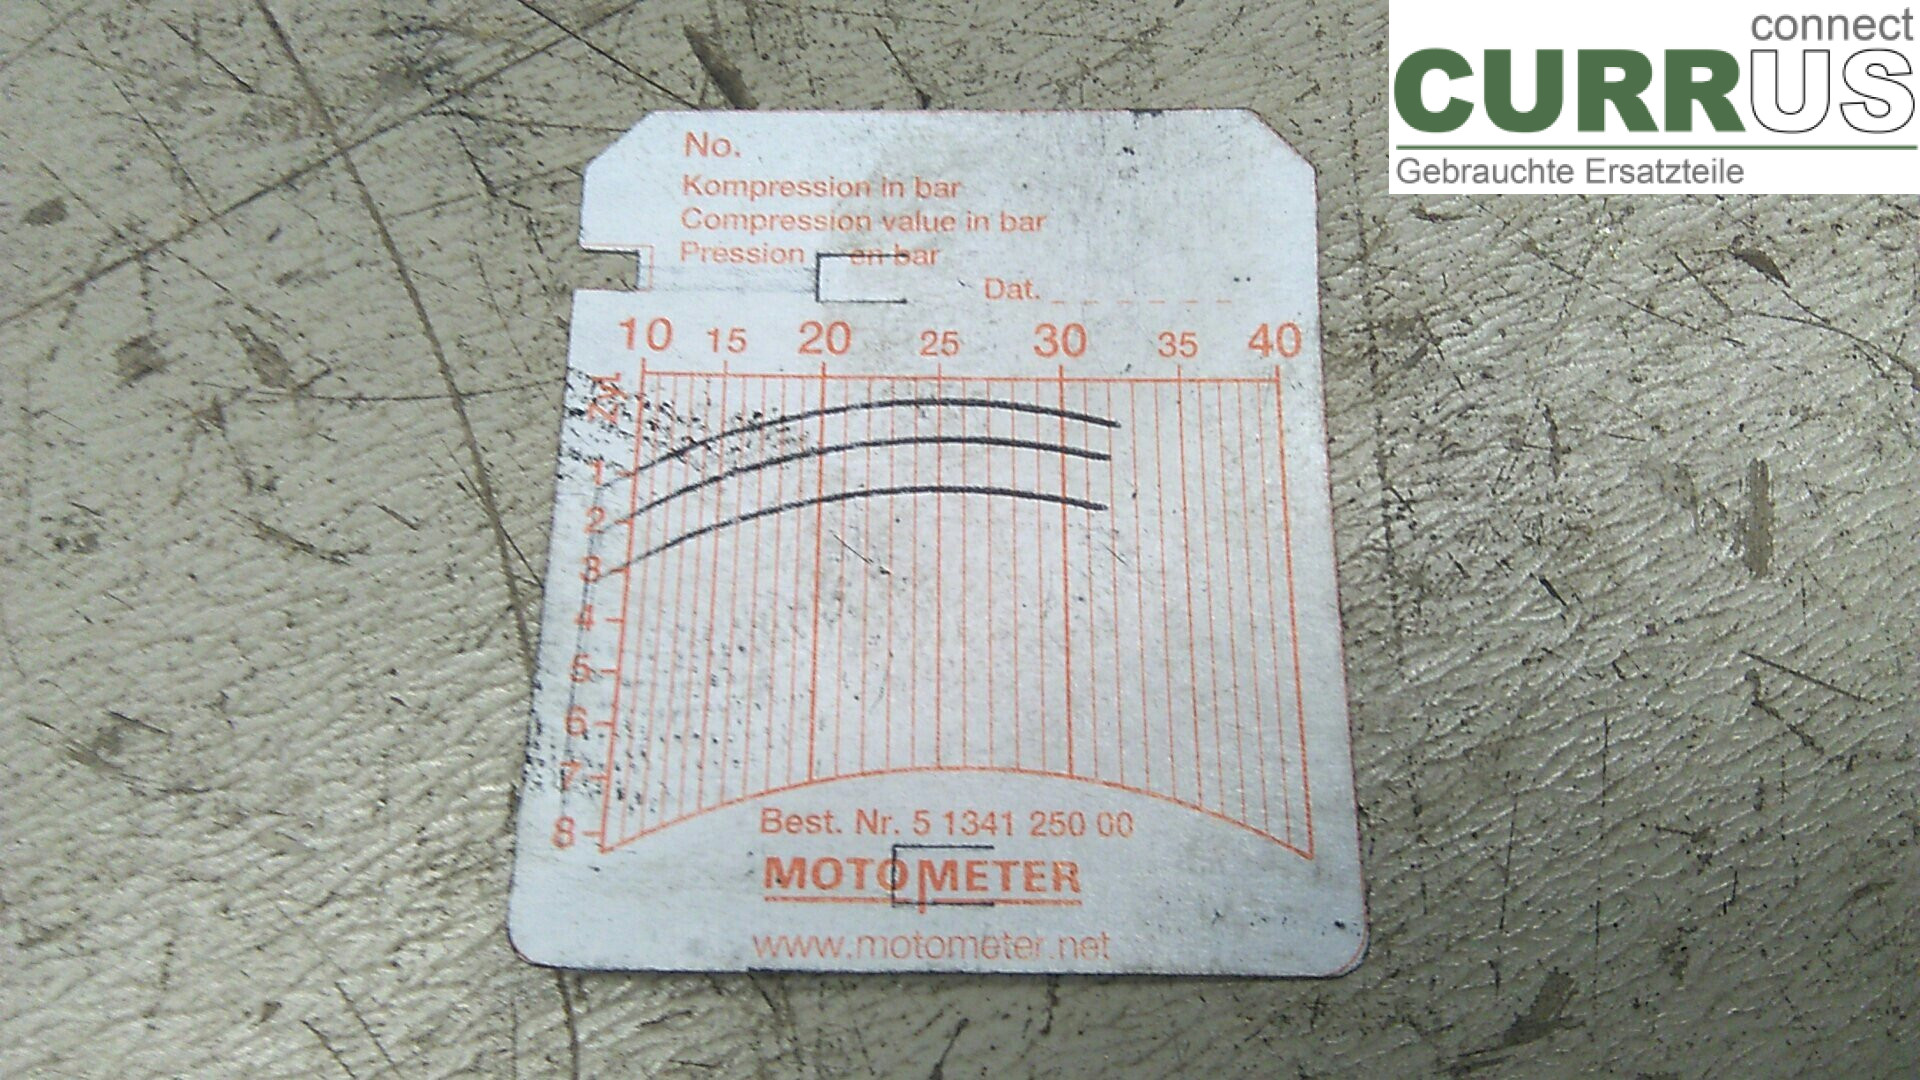 connect
CURRUS
Gebrauchte Ersatzteile
No.
Kompression in bar
Compression value in bar
Pression en bar
Dat.
10 15 20 25 30 35 40
1
2
3
4
5
6
7
8
Best. Nr. 5 1341 250 00
MOTOMETER
www.motometer.net